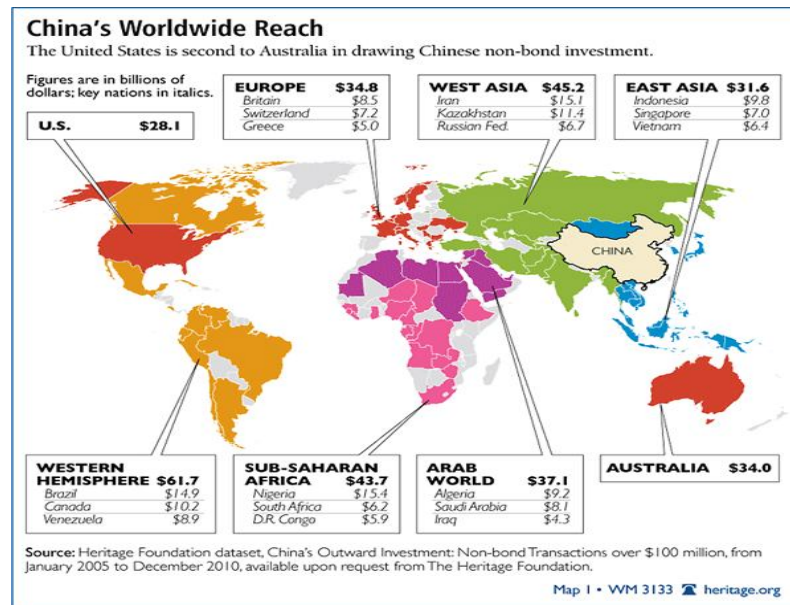 China's Worldwide Reach
The United States is second to Australia in drawing Chinese non-bond investment.
Figures are in billions of
dollars; key nations in italics.
U.S. $28.1
EUROPE $34.8
Britain $8.5
Switzerland $7.2
Greece $5.0
WEST ASIA $45.2
Iran $15.1
Kazakhstan $11.4
Russian Fed. $6.7
EAST ASIA $31.6
Indonesia $9.8
Singapore $7.0
Vietnam $6.4
CHINA
WESTERN
HEMISPHERE $61.7
Brazil $14.9
Canada $10.2
Venezuela $8.9
SUB-SAHARAN
AFRICA $43.7
Nigeria $15.4
South Africa $6.2
D.R. Congo $5.9
ARAB
WORLD $37.1
Algeria $9.2
Saudi Arabia $8.1
Iraq $4.3
AUSTRALIA $34.0
Source: Heritage Foundation dataset, China's Outward Investment: Non-bond Transactions over $100 million, from
January 2005 to December 2010, available upon request from The Heritage Foundation.
Map 1 • WM 3133 heritage.org